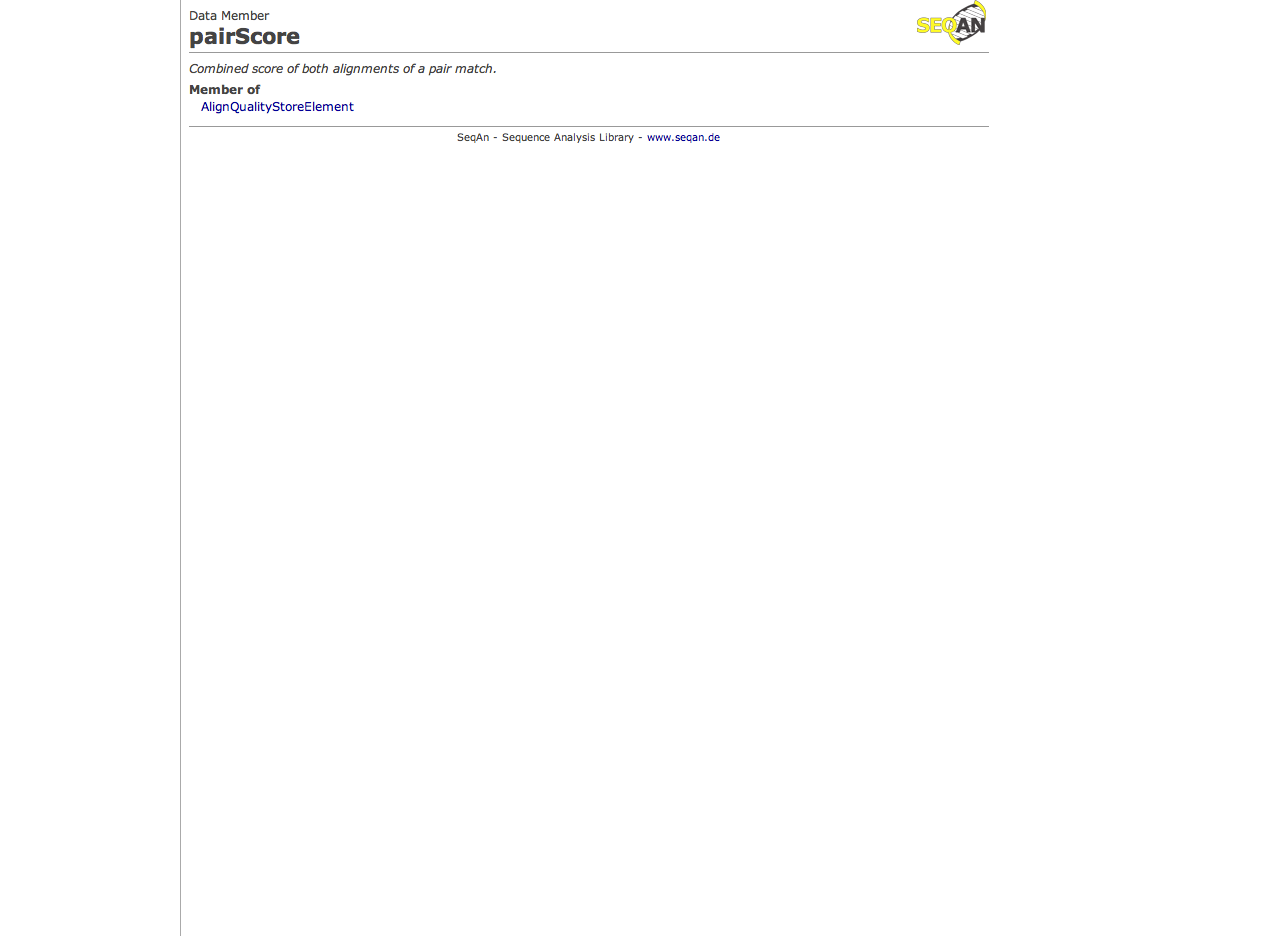 Data Member
SEQAN
pairScore
Combined score of both alignments of a pair match.
Member of
AlignQualityStoreElement
SeqAn - Sequence Analysis Library - www.seqan.de